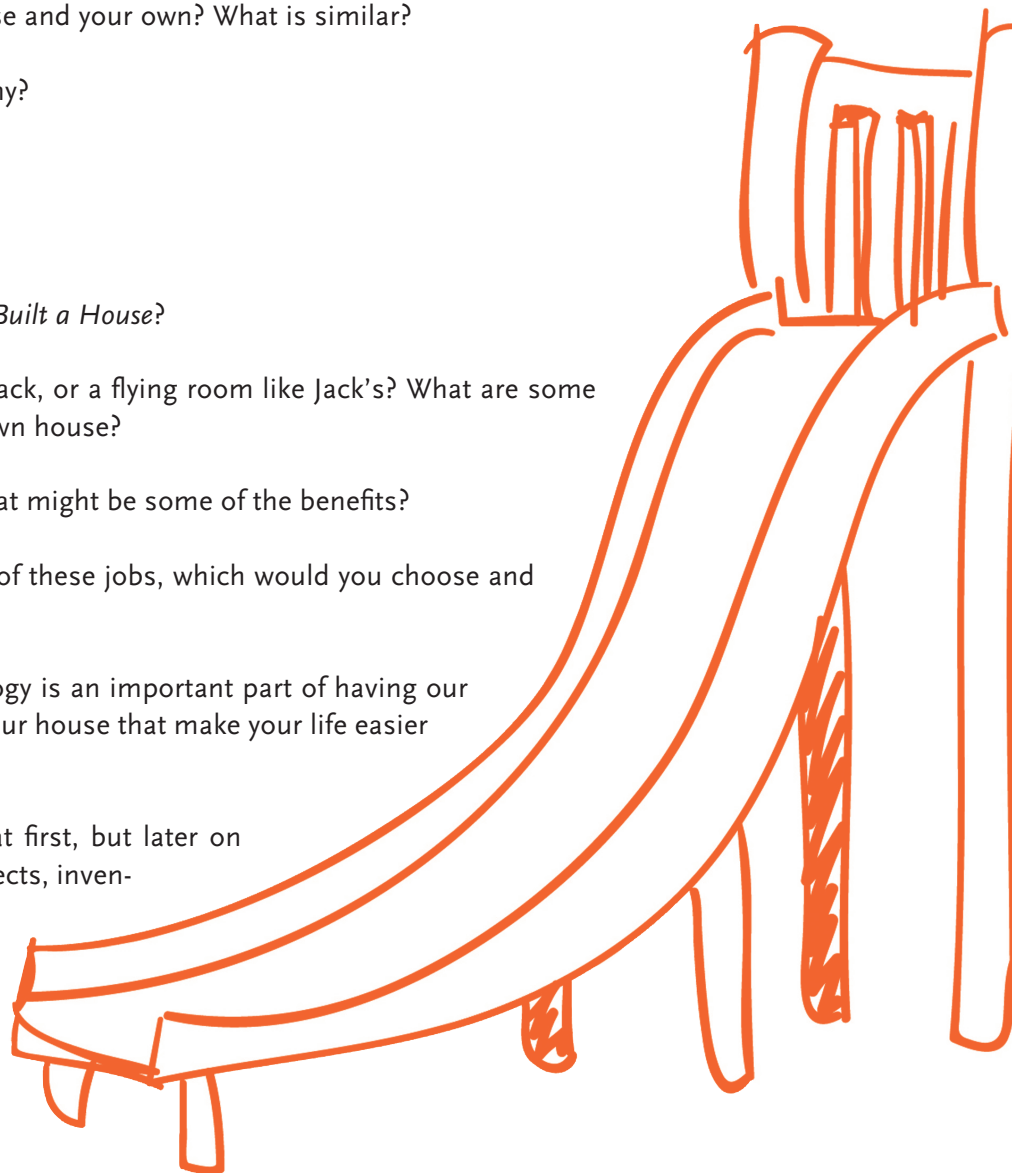 se and your own? What is similar?
ny?
Built a House?
ack, or a flying room like Jack's? What are some
wn house?
at might be some of the benefits?
of these jobs, which would you choose and
ogy is an important part of having our
ur house that make your life easier
at first, but later on
ects, inven-